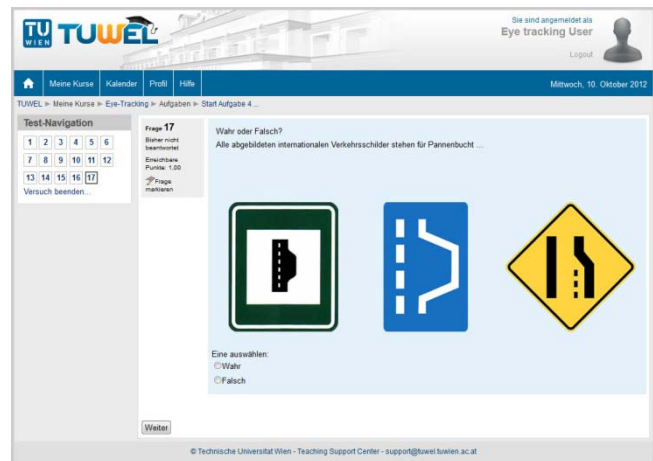 TU
WIEN
TUWEL
Sie sind angemeldet als
Eye tracking User
Logout
Meine Kurse Kalender Profil Hilfe
Mittwoch, 10. Oktober 2012
TUWEL ► Meine Kurse ► Eye-Tracking ► Aufgaben ► Start Aufgabe 4 ...
Test-Navigation
1 2 3 4 5 6
7 8 9 10 11 12
13 14 15 16 17
Versuch beenden...
Frage 17
Bisher nicht
beantwortet
Erreichbare
Punkte: 1,00
Frage
markieren
Wahr oder Falsch?
Alle abgebildeten internationalen Verkehrsschilder stehen für Pannenbucht ...
Eine auswählen:
Wahr
Falsch
Weiter
© Technische Universitat Wien - Teaching Support Center - support@tuwel.tuwien.ac.at